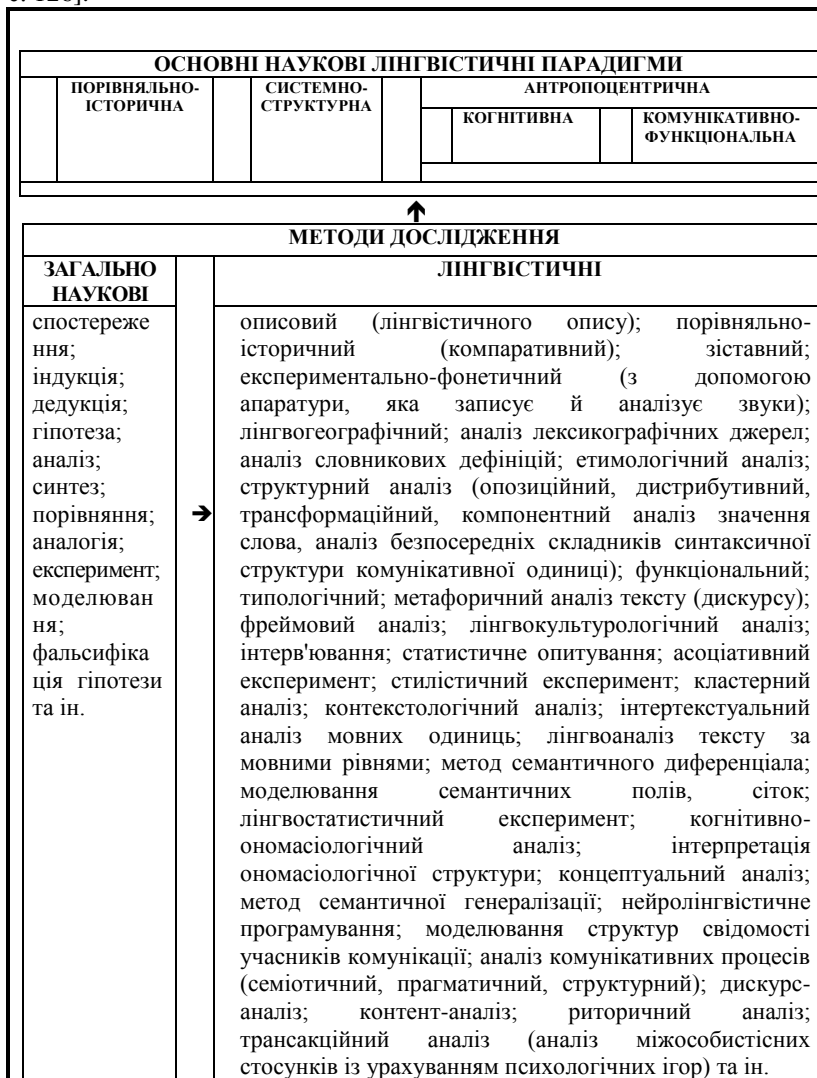 ОСНОВНІ НАУКОВІ ЛІНГВІСТИЧНІ ПАРАДИГМИ
ПОРІВНЯЛЬНО-
ІСТОРИЧНА
СИСТЕМНО-
СТРУКТУРНА
АНТРОПОЦЕНТРИЧНА
КОГНІТИВНА
КОМУНІКАТИВНО-
ФУНКЦІОНАЛЬНА
🡩
МЕТОДИ ДОСЛІДЖЕННЯ
ЗАГАЛЬНО
НАУКОВІ
спостереже
ння;
індукція;
дедукція;
гіпотеза;
аналіз;
синтез;
порівняння;
аналогія;
експеримент;
моделюван
ня;
фальсифіка
ція гіпотези
та ін.
➔
ЛІНГВІСТИЧНІ
описовий (лінгвістичного опису); порівняльно-
історичний (компаративний); зіставний;
експериментально-фонетичний (з допомогою
апаратури, яка записує й аналізує звуки);
лінгвогеографічний; аналіз лексикографічних джерел;
аналіз словникових дефініцій; етимологічний аналіз;
структурний аналіз (опозиційний, дистрибутивний,
трансформаційний, компонентний аналіз значення
слова, аналіз безпосередніх складників синтаксичної
структури комунікативної одиниці); функціональний;
типологічний; метафоричний аналіз тексту (дискурсу);
фреймовий аналіз; лінгвокультурологічний аналіз;
інтерв'ювання; статистичне опитування; асоціативний
експеримент; стилістичний експеримент; кластерний
аналіз; контекстологічний аналіз; інтертекстуальний
аналіз мовних одиниць; лінгвоаналіз тексту за
мовними рівнями; метод семантичного диференціала;
моделювання семантичних полів, сіток;
лінгвостатистичний експеримент; когнітивно-
ономасіологічний аналіз; інтерпретація
ономасіологічної структури; концептуальний аналіз;
метод семантичної генералізації; нейролінгвістичне
програмування; моделювання структур свідомості
учасників комунікації; аналіз комунікативних процесів
(семіотичний, прагматичний, структурний); дискурс-
аналіз; контент-аналіз; риторичний аналіз;
трансакційний аналіз (аналіз міжособистісних
стосунків із урахуванням психологічних ігор) та ін.